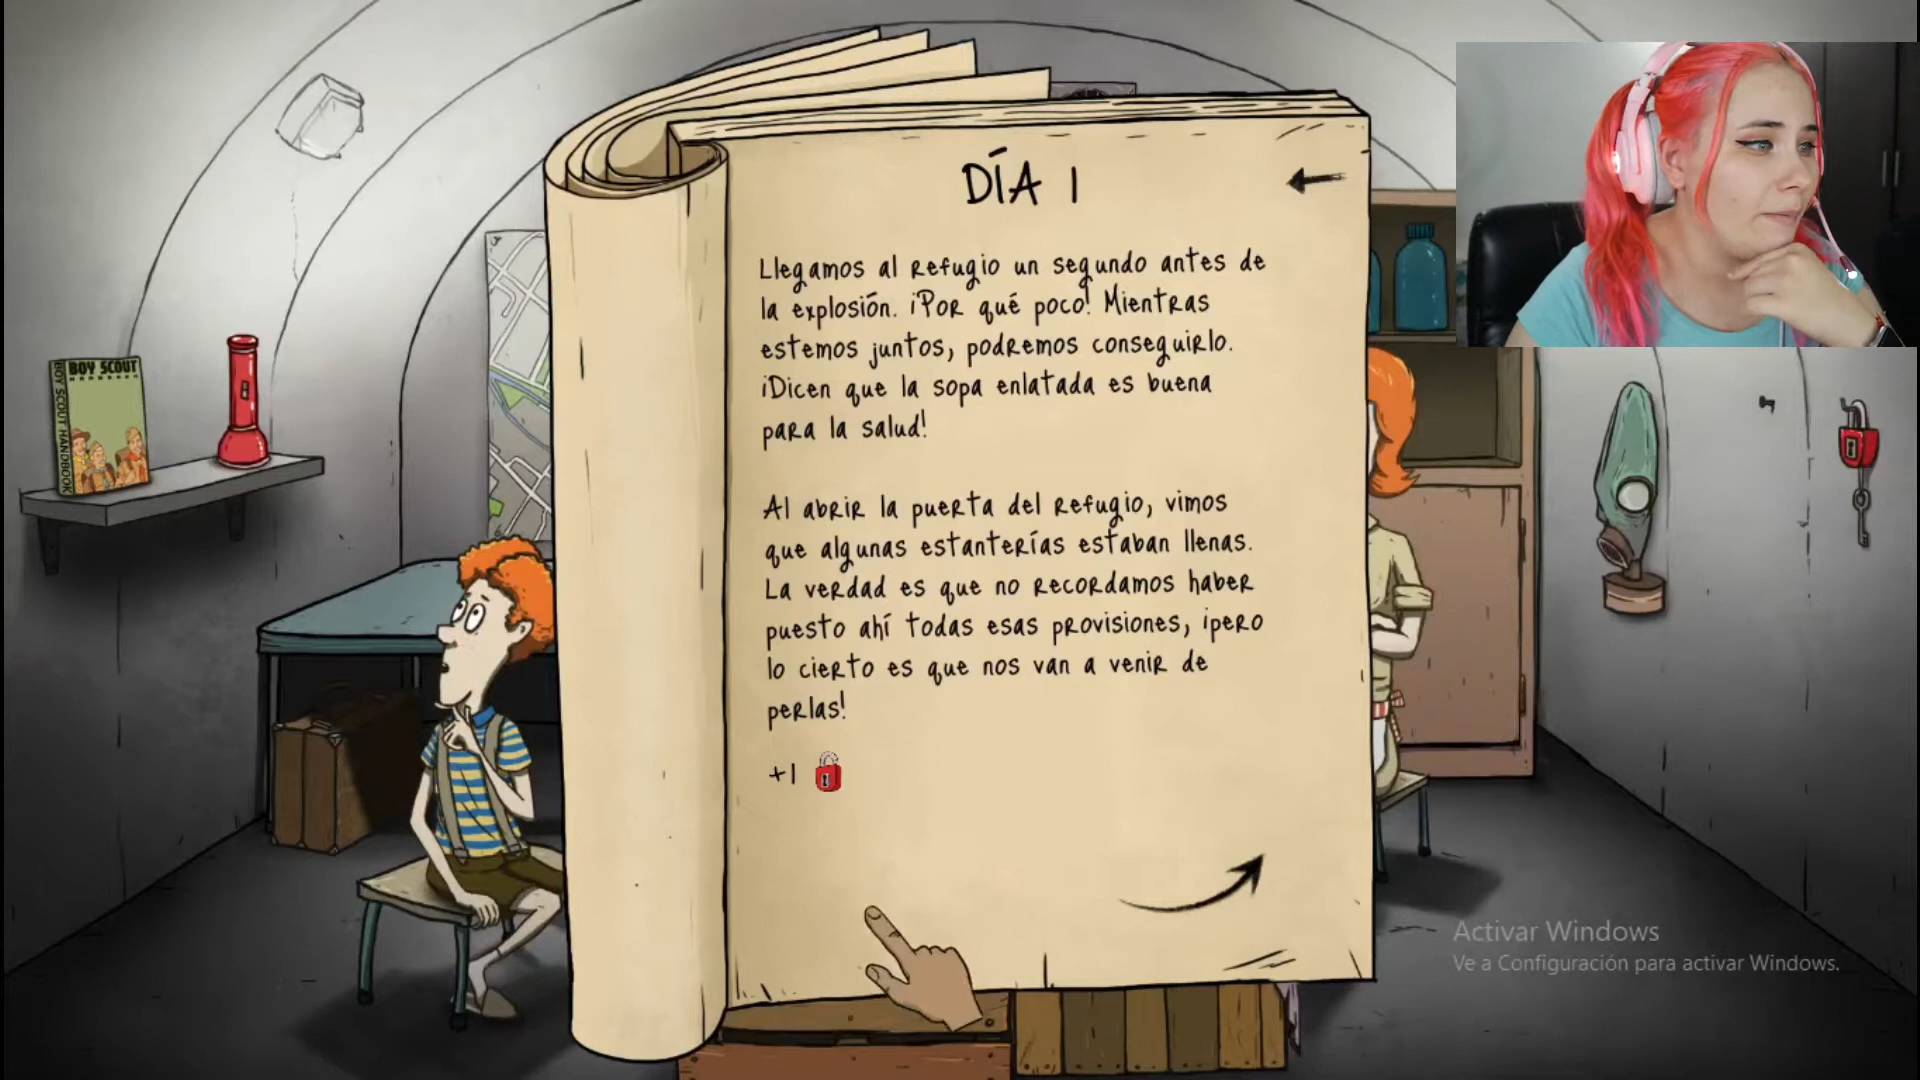 DÍA 1
Llegamos al refugio un segundo antes de
la explosión. ¡Por qué poco! Mientras
estemos juntos, podremos conseguirlo.
¡Dicen que la sopa enlatada es buena
para la salud!
Al abrir la puerta del refugio, vimos
que algunas estanterías estaban llenas.
La verdad es que no recordamos haber
puesto ahí todas esas provisiones, ¡pero
lo cierto es que nos van a venir de
perlas!
+1
BOY SCOUT
HANDBOOK
BOY SCOUT HANDBOOK
Activar Windows
Ve a Configuración para activar Windows.